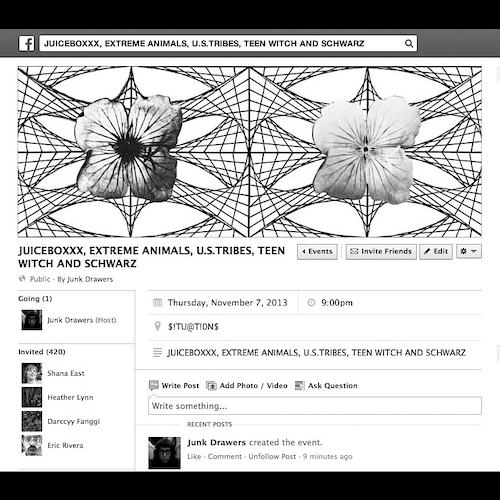 f JUICEBOXXX, EXTREME ANIMALS, U.S.TRIBES, TEEN WITCH AND SCHWARZ
JUICEBOXXX, EXTREME ANIMALS, U.S.TRIBES, TEEN
WITCH AND SCHWARZ
Events
Invite Friends
Edit
Public · By Junk Drawers
Going (1)
Junk Drawers (Host)
Invited (420)
Shana East
Heather Lynn
Darccyy Fanggi
Eric Rivera
Thursday, November 7, 2013
9:00pm
$!TU@T!0N$
JUICEBOXXX, EXTREME ANIMALS, U.S.TRIBES, TEEN WITCH AND SCHWARZ
Write Post Add Photo / Video Ask Question
Write something...
RECENT POSTS
Junk Drawers created the event.
Like · Comment · Unfollow Post · 9 minutes ago